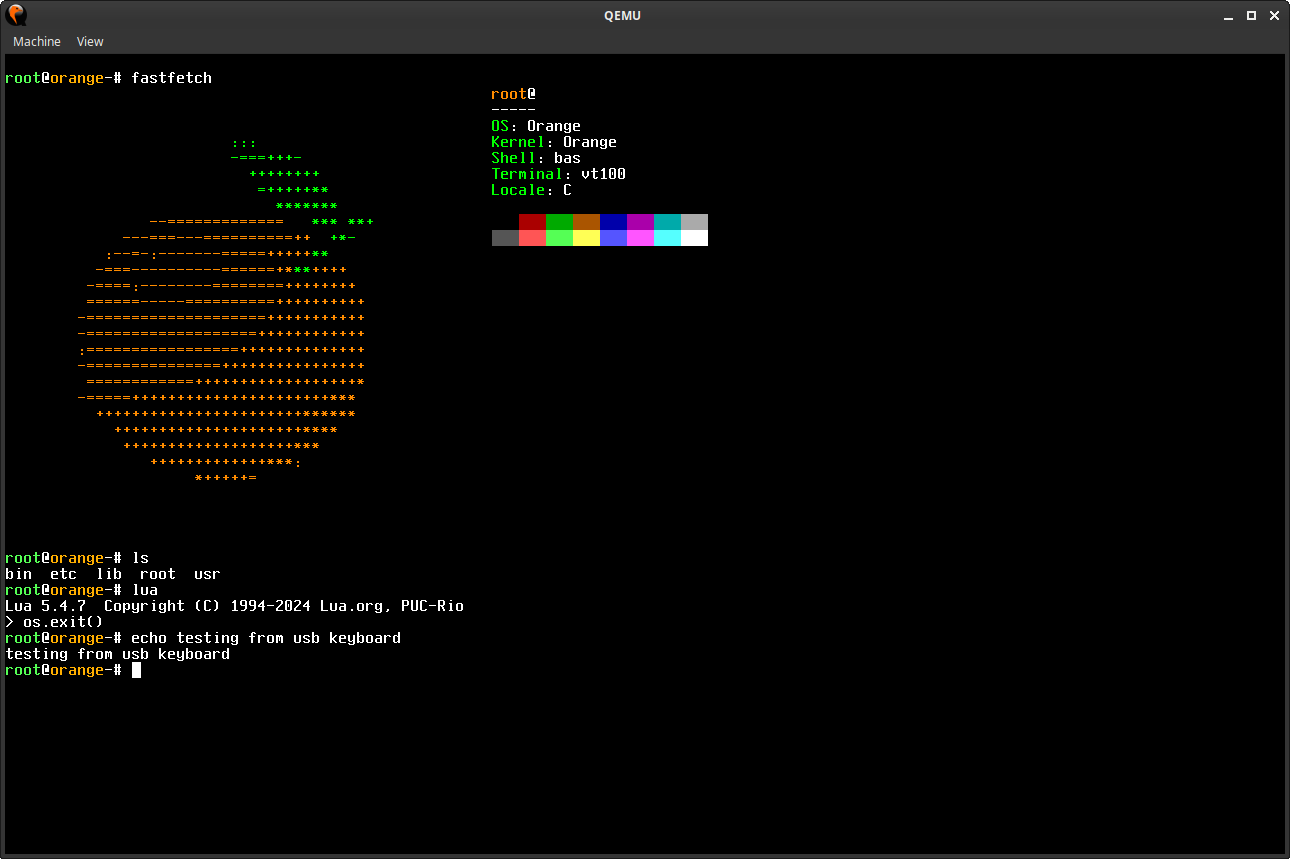 QEMU
Machine View
root@orange~# fastfetch
root@
-----
OS: Orange
Kernel: Orange
Shell: bas
Terminal: vt100
Locale: C
:::
-===+++-
++++++++
=+++++**
*******
--============= *** **+
---===---==========++ +*-
:--=-:-------=====+++++**
-===----------======+***++++
-====:--------========++++++++
======-----==========++++++++++
-====================+++++++++++
-===================++++++++++++
:=================++++++++++++++
-===============++++++++++++++++
============++++++++++++++++++*
-=====++++++++++++++++++++++***
+++++++++++++++++++++++******
+++++++++++++++++++++****
+++++++++++++++++++***
++++++++++++++++***:
*+++++=
root@orange~# ls
bin etc lib root usr
root@orange~# lua
Lua 5.4.7 Copyright (C) 1994-2024 Lua.org, PUC-Rio
> os.exit()
root@orange~# echo testing from usb keyboard
testing from usb keyboard
root@orange~#